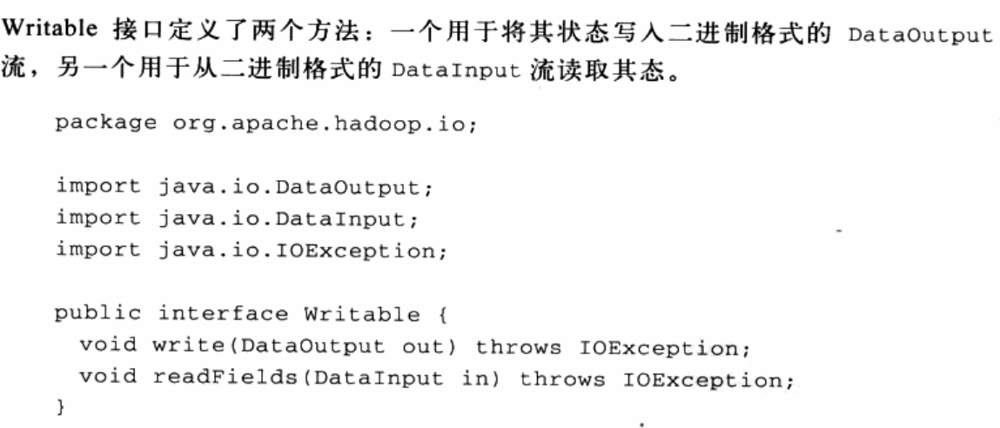 Writable 接口定义了两个方法：一个用于将其状态写入二进制格式的 DataOutput
流，另一个用于从二进制格式的 DataInput 流读取其态。
package org.apache.hadoop.io;
import java.io.DataOutput;
import java.io.DataInput;
import java.io.IOException;
public interface Writable {
void write(DataOutput out) throws IOException;
void readFields(DataInput in) throws IOException;
}